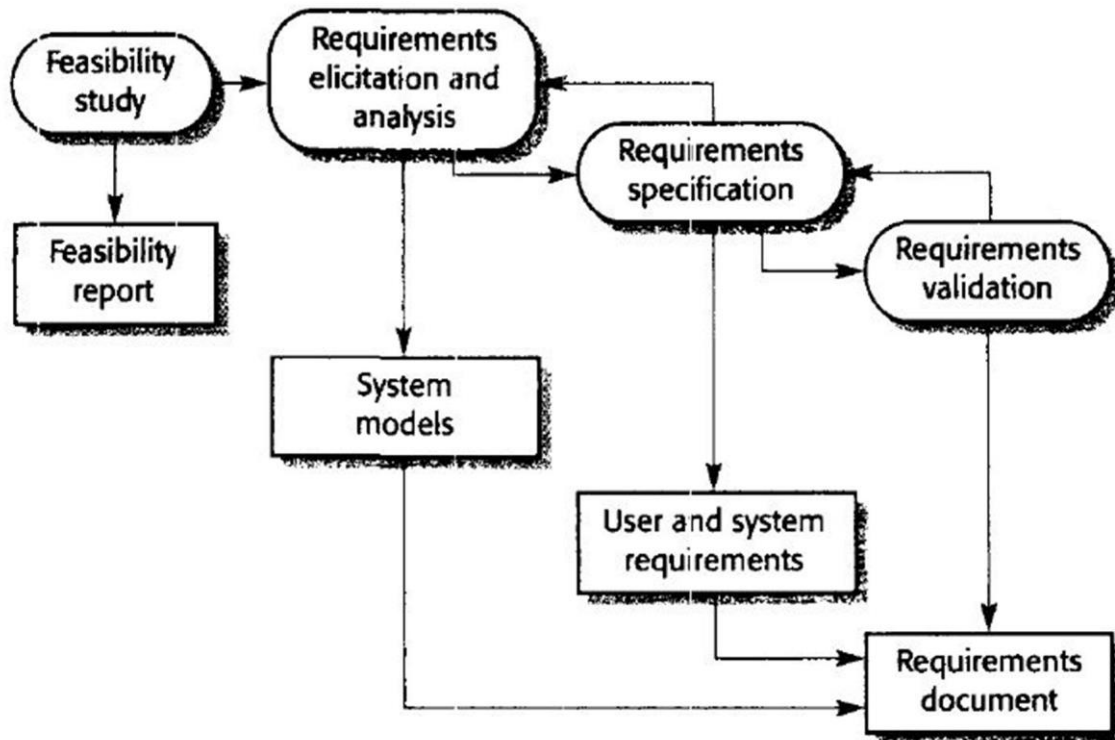 Feasibility
study
Requirements
elicitation and
analysis
Requirements
specification
Requirements
validation
Feasibility
report
System
models
User and system
requirements
Requirements
document